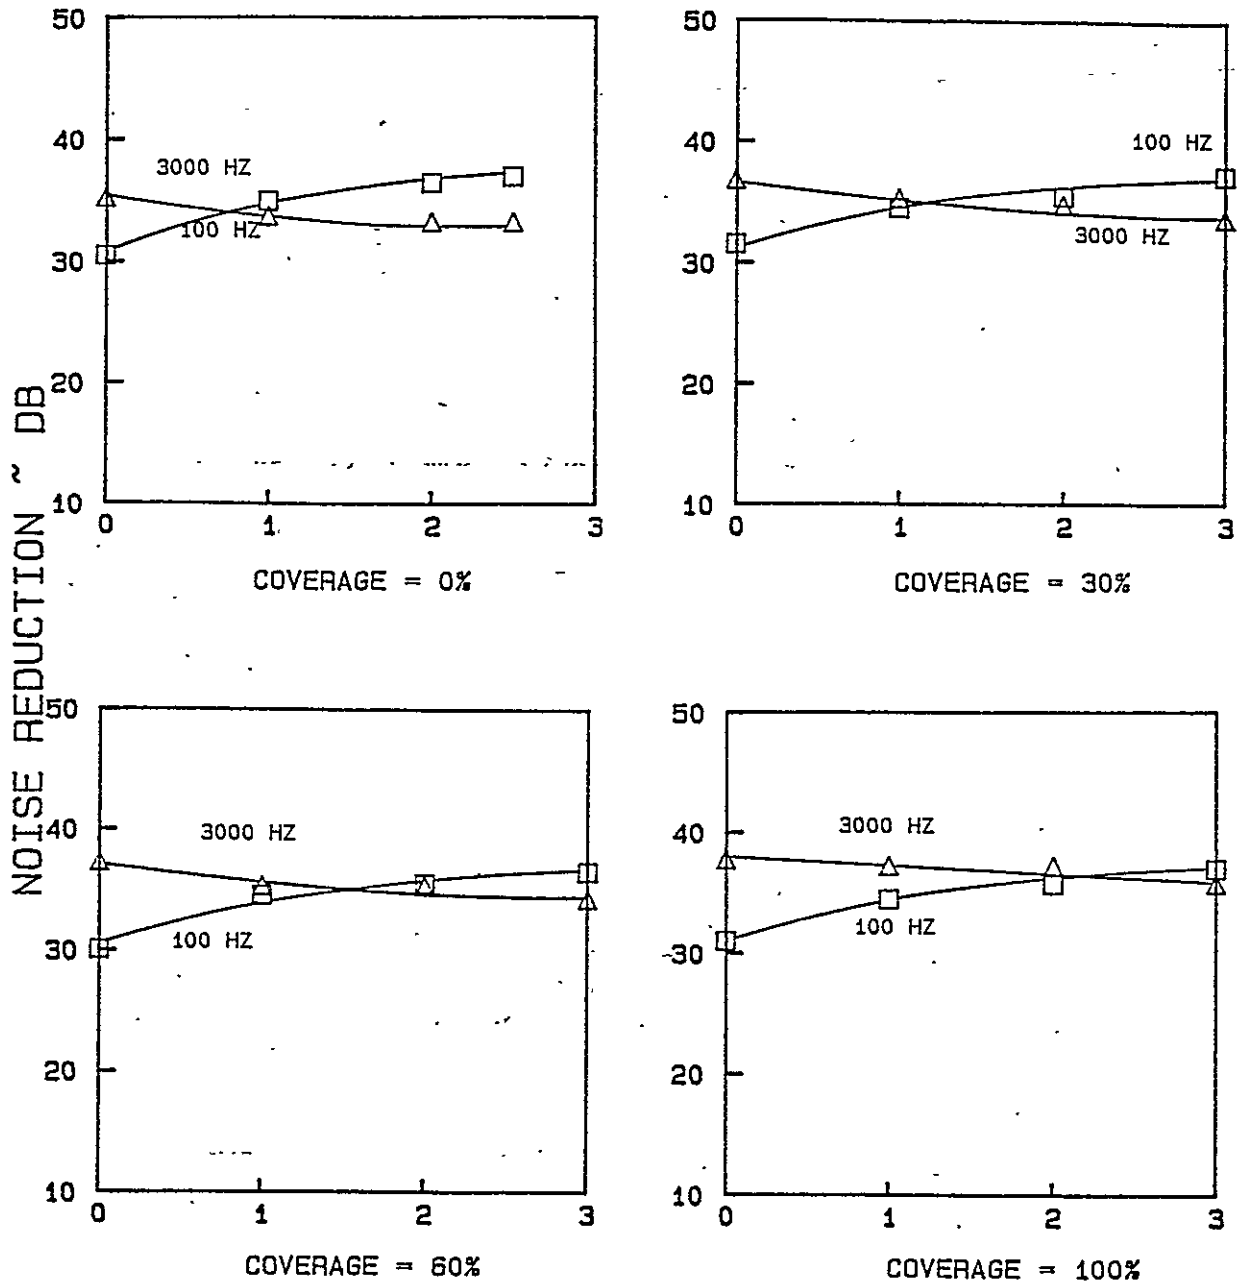 NOISE REDUCTION ~ DB
50
40
30
20
10
3000 HZ
100 HZ
0 1 2 3
COVERAGE = 0%
50
40
30
20
10
100 HZ
3000 HZ
0 1 2 3
COVERAGE = 30%
50
40
30
20
10
3000 HZ
100 HZ
0 1 2 3
COVERAGE = 60%
50
40
30
20
10
3000 HZ
100 HZ
0 1 2 3
COVERAGE = 100%